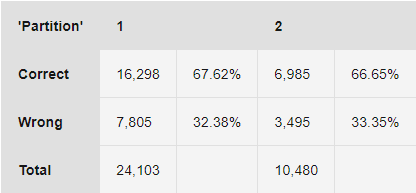 'Partition' 1 2
Correct 16,298 67.62% 6,985 66.65%
Wrong 7,805 32.38% 3,495 33.35%
Total 24,103 10,480